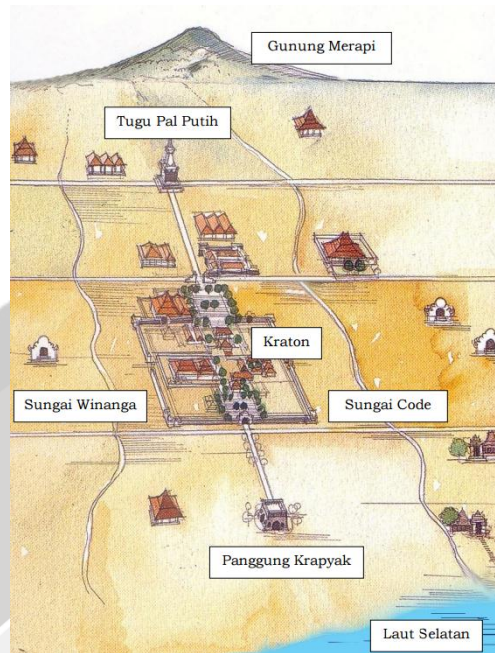 Gunung Merapi
Tugu Pal Putih
Kraton
Sungai Winanga
Sungai Code
Panggung Krapyak
Laut Selatan